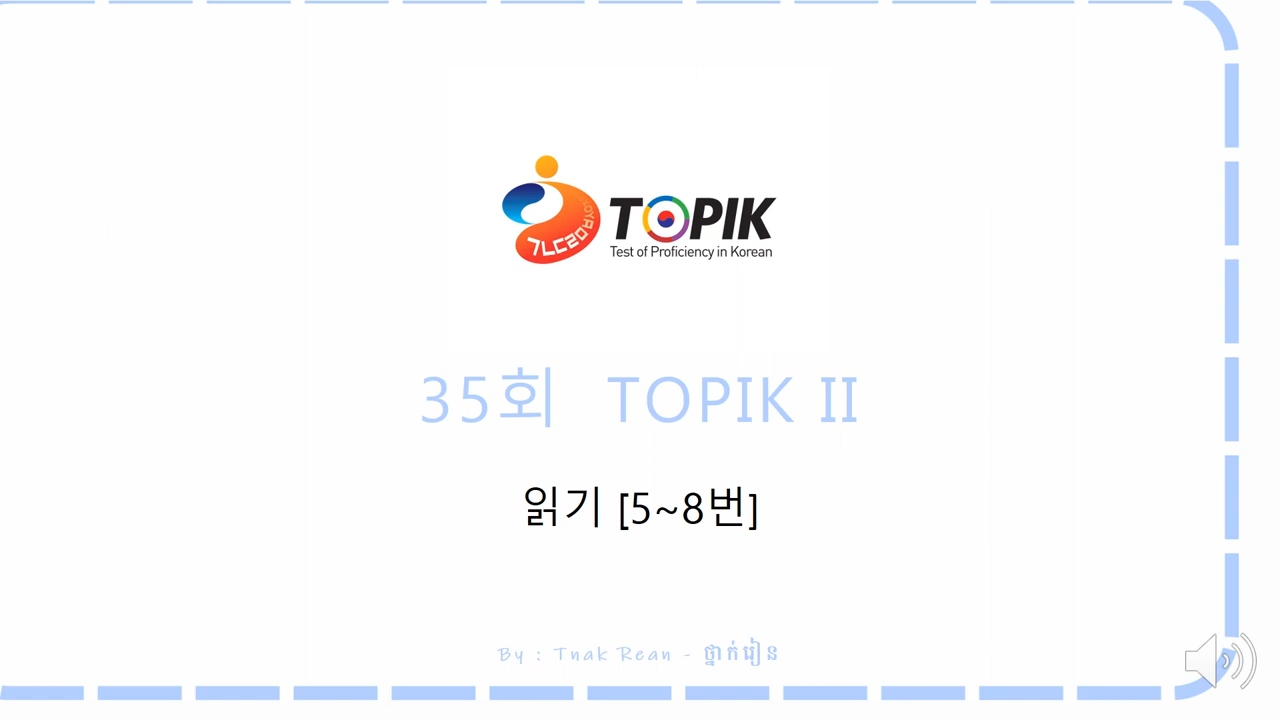 ㄱㄴㄷㄹㅁㅂㅅㅇ
TOPIK
Test of Proficiency in Korean
35회 TOPIK II
읽기 [5~8번]
By : Tnak Rean - ថ្នាក់រៀន